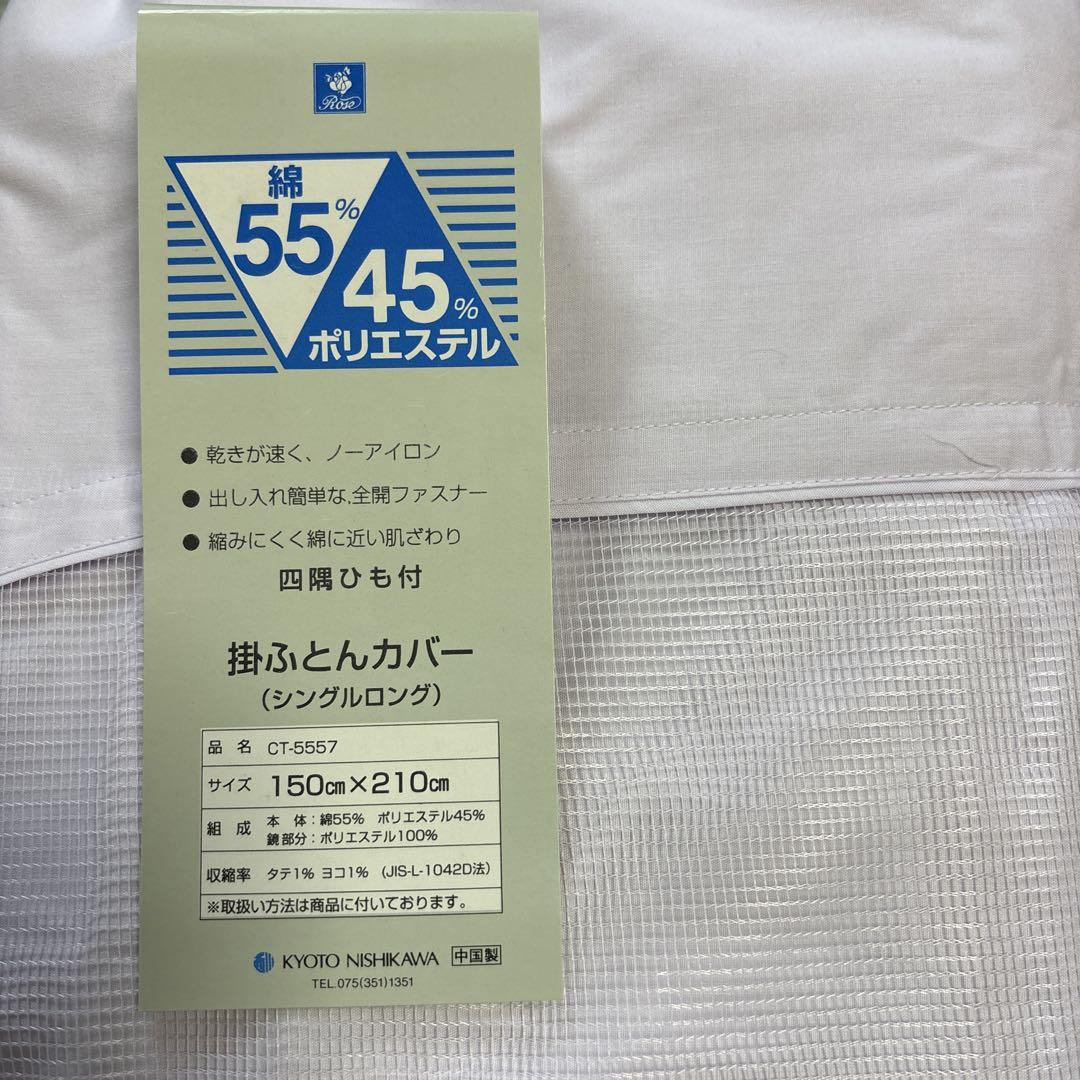 Rose
綿
55%
45%
ポリエステル
● 乾きが速く、ノーアイロン
● 出し入れ簡単な、全開ファスナー
● 縮みにくく綿に近い肌ざわり
四隅ひも付
掛ふとんカバー
(シングルロング)
品名 CT-5557
サイズ 150cm×210cm
組成 本体:綿55% ポリエステル45%
鏡部分:ポリエステル100%
収縮率 タテ1% ヨコ1% (JIS-L-1042D法)
※取扱い方法は商品に付いております。
KYOTO NISHIKAWA 中国製
TEL.075(351)1351